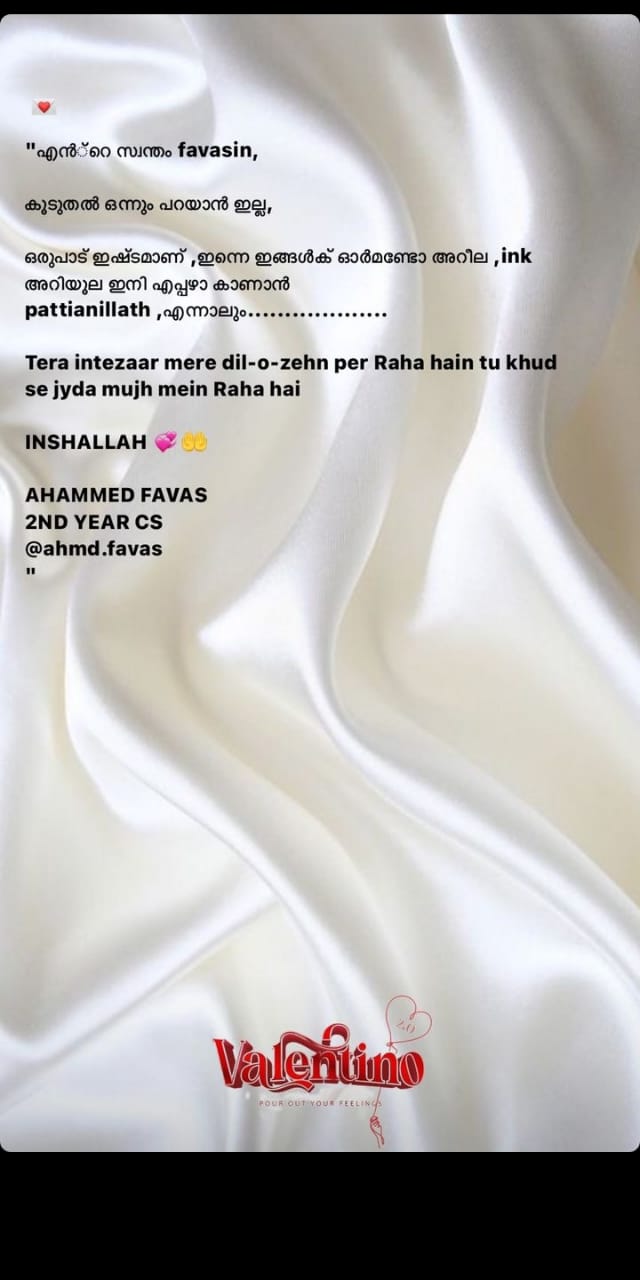 💌
"എൻ്റെ സ്വന്തം favasin,
കൂടുതൽ ഒന്നും പറയാൻ ഇല്ല,
ഒരുപാട് ഇഷ്ടമാണ് ,ഇന്നെ ഇങ്ങൾക് ഓർമണ്ടോ അറീല ,ink
അറിയൂല ഇനി എപ്പഴാ കാണാൻ
pattianillath ,എന്നാലും...................
Tera intezaar mere dil-o-zehn per Raha hain tu khud
se jyda mujh mein Raha hai
INSHALLAH 💞🤲
AHAMMED FAVAS
2ND YEAR CS
@ahmd.favas
"
2.0
Valentino
POUR OUT YOUR FEELINGS